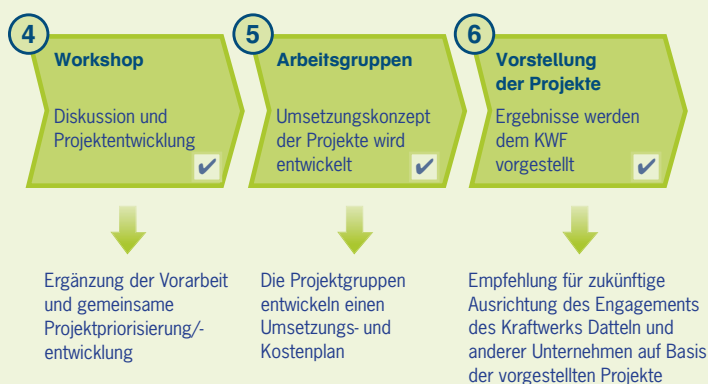 4
Workshop
Diskussion und
Projektentwicklung
5
Arbeitsgruppen
Umsetzungskonzept
der Projekte wird
entwickelt
6
Vorstellung
der Projekte
Ergebnisse werden
dem KWF
vorgestellt
Ergänzung der Vorarbeit
und gemeinsame
Projektpriorisierung/-
entwicklung
Die Projektgruppen
entwickeln einen
Umsetzungs- und
Kostenplan
Empfehlung für zukünftige
Ausrichtung des Engagements
des Kraftwerks Datteln und
anderer Unternehmen auf Basis
der vorgestellten Projekte